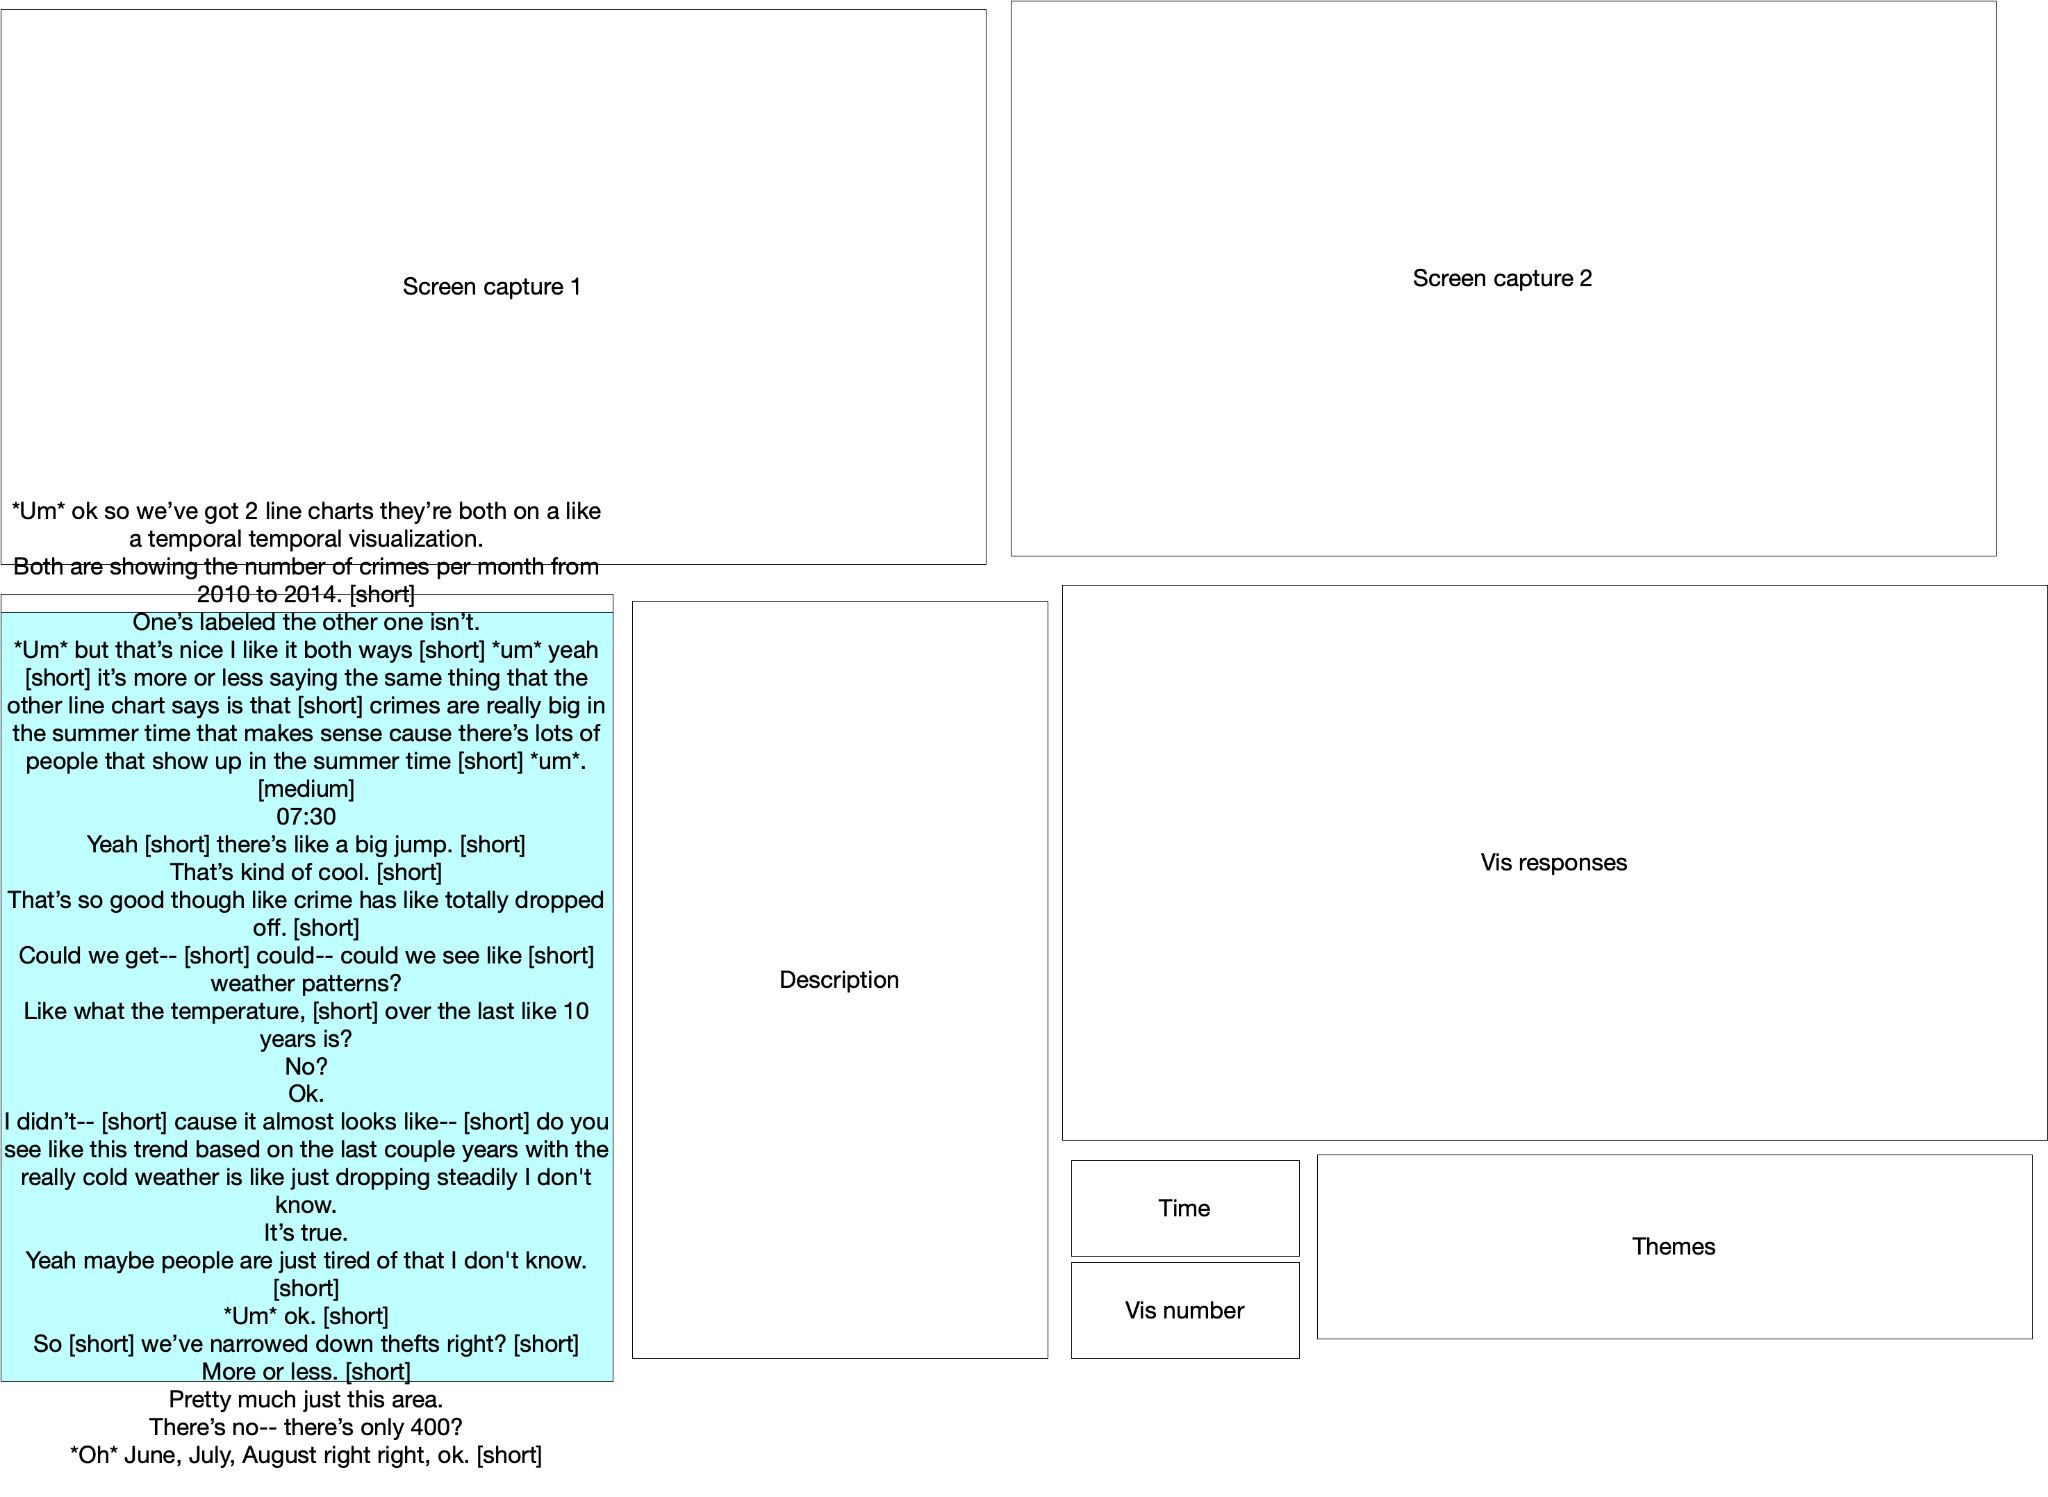 Screen capture 1
Screen capture 2
*Um* ok so we’ve got 2 line charts they’re both on a like
a temporal temporal visualization.
Both are showing the number of crimes per month from
2010 to 2014. [short]
One’s labeled the other one isn’t.
*Um* but that’s nice I like it both ways [short] *um* yeah
[short] it’s more or less saying the same thing that the
other line chart says is that [short] crimes are really big in
the summer time that makes sense cause there’s lots of
people that show up in the summer time [short] *um*.
[medium]
07:30
Yeah [short] there’s like a big jump. [short]
That’s kind of cool. [short]
That’s so good though like crime has like totally dropped
off. [short]
Could we get-- [short] could-- could we see like [short]
weather patterns?
Like what the temperature, [short] over the last like 10
years is?
No?
Ok.
I didn’t-- [short] cause it almost looks like-- [short] do you
see like this trend based on the last couple years with the
really cold weather is like just dropping steadily I don't
know.
It’s true.
Yeah maybe people are just tired of that I don't know.
[short]
*Um* ok. [short]
So [short] we’ve narrowed down thefts right? [short]
More or less. [short]
Pretty much just this area.
There’s no-- there’s only 400?
*Oh* June, July, August right right, ok. [short]
Description
Vis responses
Time
Vis number
Themes